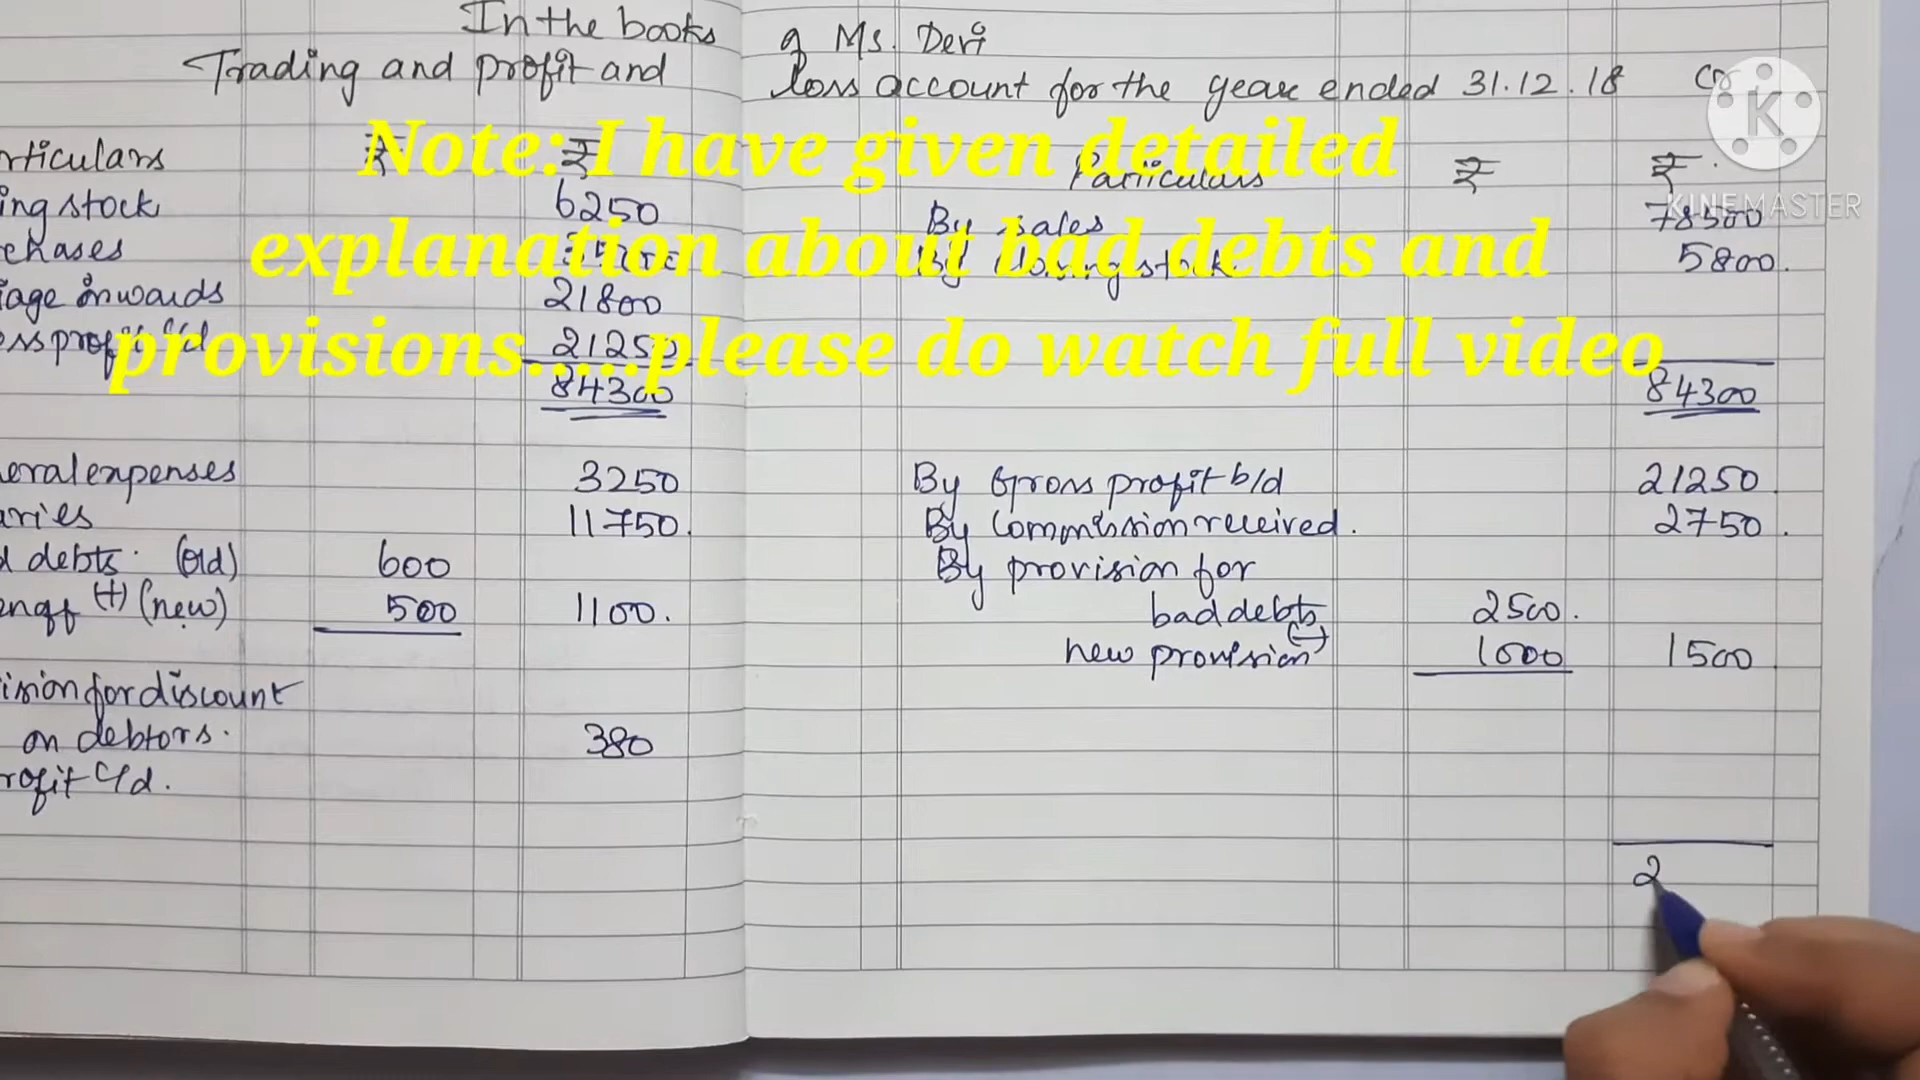 In the books of Ms. Devi
Trading and profit and loss account for the year ended 31.12.18 Cr
Note: I have given detailed
explanation about bad debts and
provisions.....please do watch full video
KINEMASTER
rticulars ₹ ₹
ing stock 6250
chases
iage inwards 21800
oss profit c/d 21250
84300
eral expenses 3250
aries 11750.
d debts. (Old) 600
(+) (new) 500 1100.
ision for discount
on debtors. 380
rofit c/d.
Particulars ₹ ₹.
By sales 78500
By closing stock. 5800.
84300
By Gross profit b/d 21250
By commission received. 2750.
By provision for
bad debts 2500.
(-)
new provision 1000 1500
2